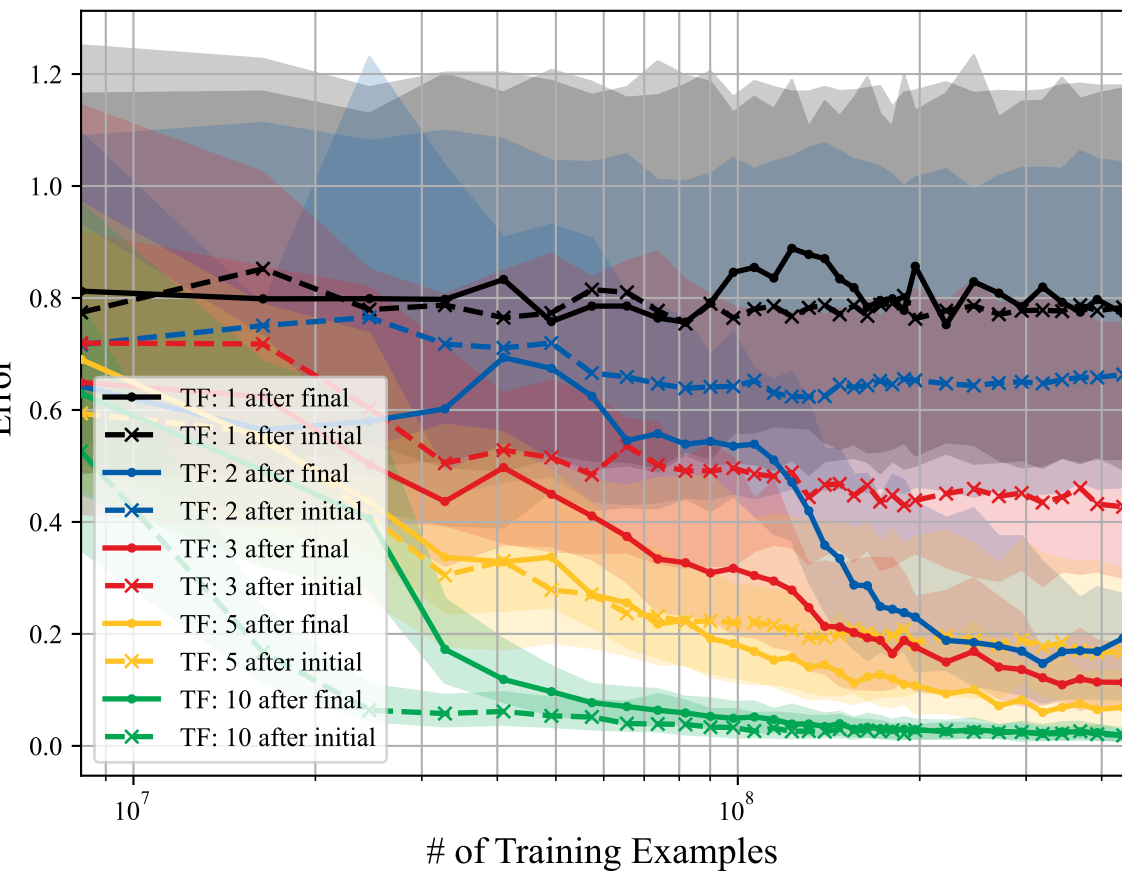 1.2
1.0
0.8
0.6
0.4
0.2
0.0
Error
TF: 1 after final
TF: 1 after initial
TF: 2 after final
TF: 2 after initial
TF: 3 after final
TF: 3 after initial
TF: 5 after final
TF: 5 after initial
TF: 10 after final
TF: 10 after initial
10^7
10^8
# of Training Examples